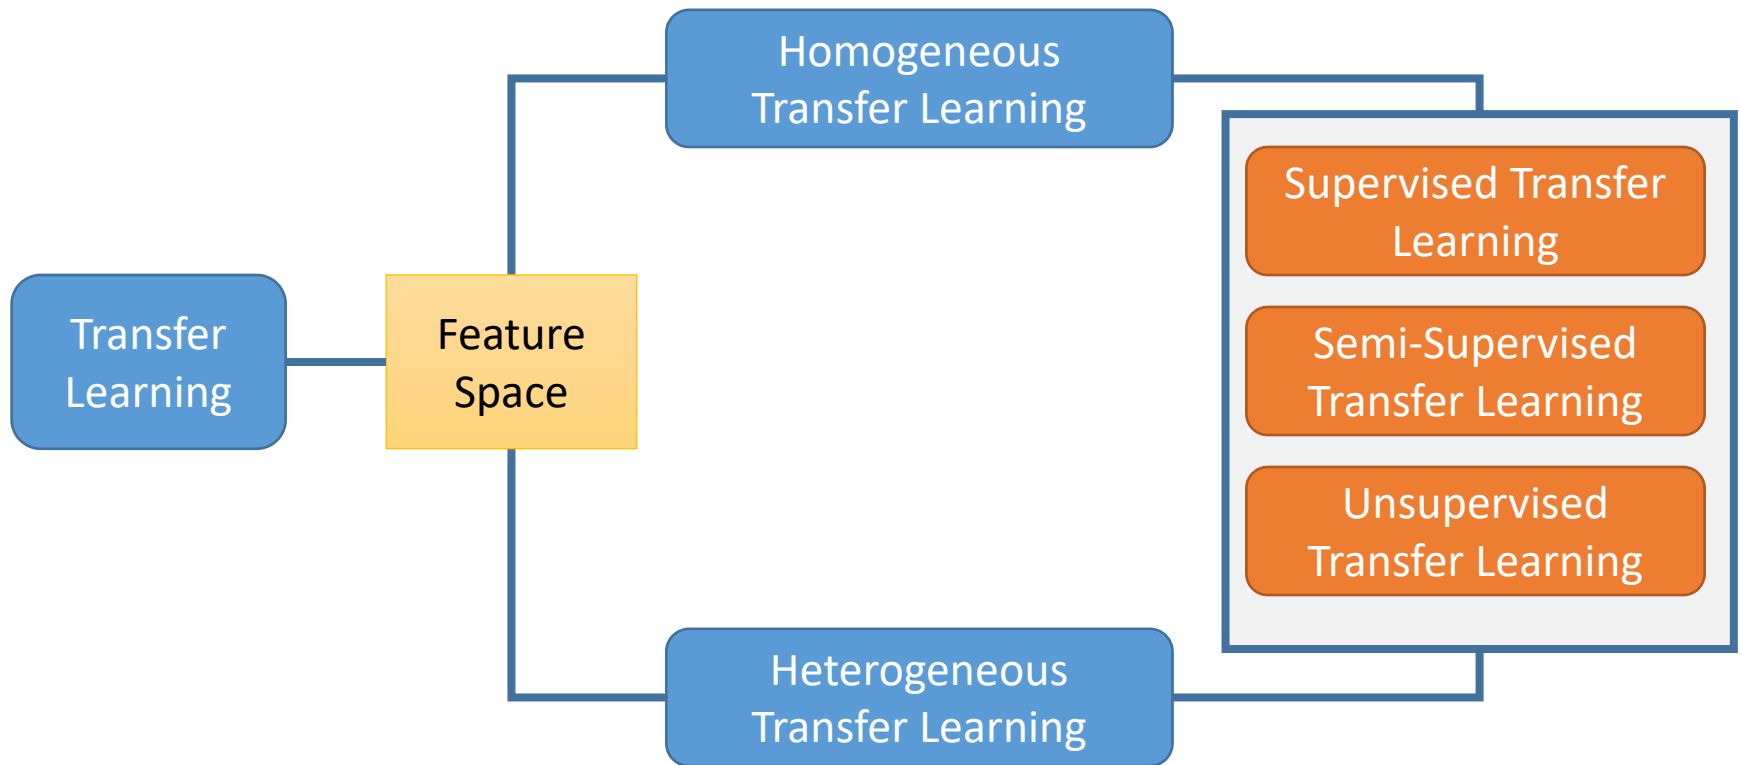 Homogeneous
Transfer Learning
Supervised Transfer
Learning
Transfer
Learning
Feature
Space
Semi-Supervised
Transfer Learning
Unsupervised
Transfer Learning
Heterogeneous
Transfer Learning